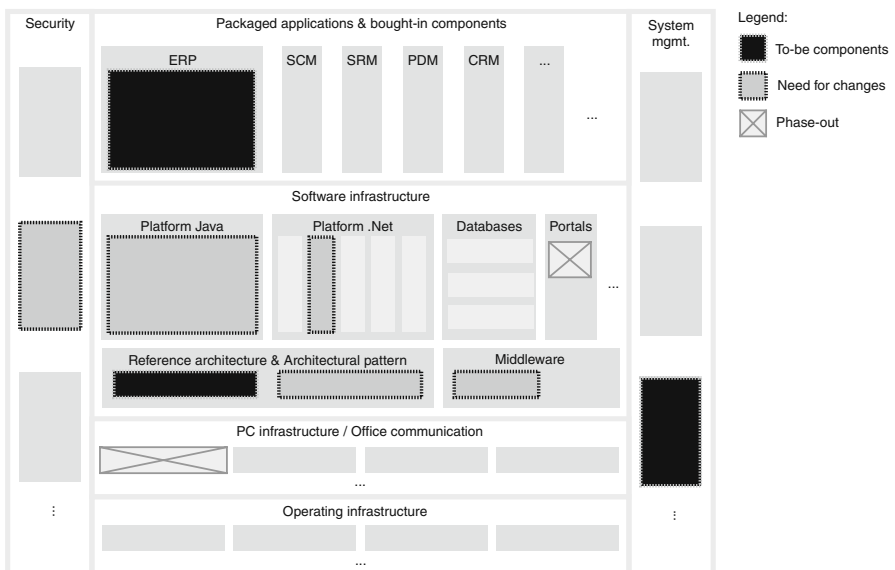 Security
Packaged applications & bought-in components
System
mgmt.
Legend:
To-be components
Need for changes
Phase-out
ERP
SCM
SRM
PDM
CRM
...
...
Software infrastructure
Platform Java
Platform .Net
Databases
Portals
...
Reference architecture & Architectural pattern
Middleware
PC infrastructure / Office communication
...
Operating infrastructure
...
...
...